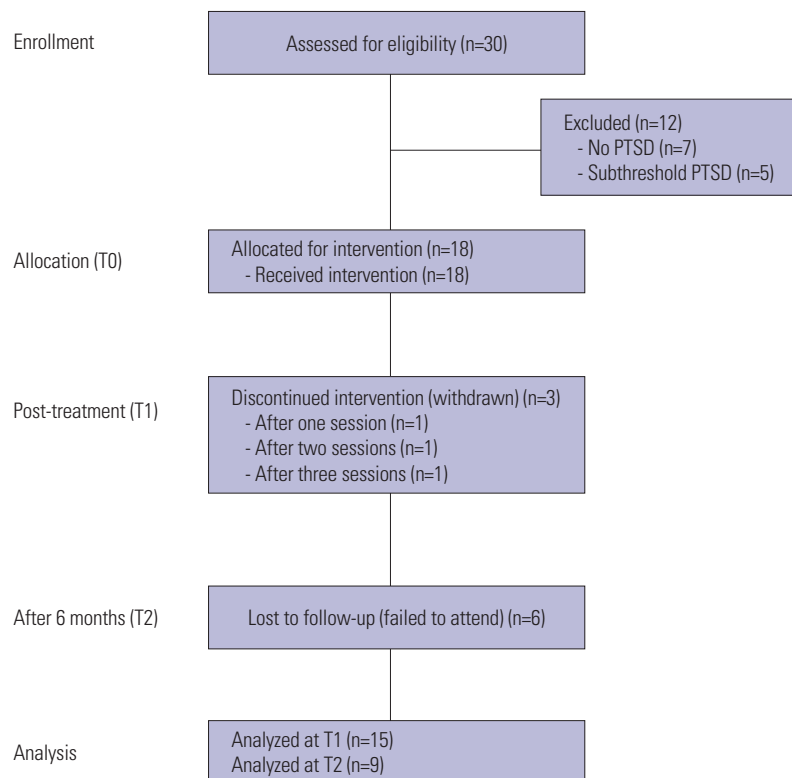 Enrollment
Assessed for eligibility (n=30)
Excluded (n=12)
- No PTSD (n=7)
- Subthreshold PTSD (n=5)
Allocation (T0)
Allocated for intervention (n=18)
- Received intervention (n=18)
Post-treatment (T1)
Discontinued intervention (withdrawn) (n=3)
- After one session (n=1)
- After two sessions (n=1)
- After three sessions (n=1)
After 6 months (T2)
Lost to follow-up (failed to attend) (n=6)
Analysis
Analyzed at T1 (n=15)
Analyzed at T2 (n=9)